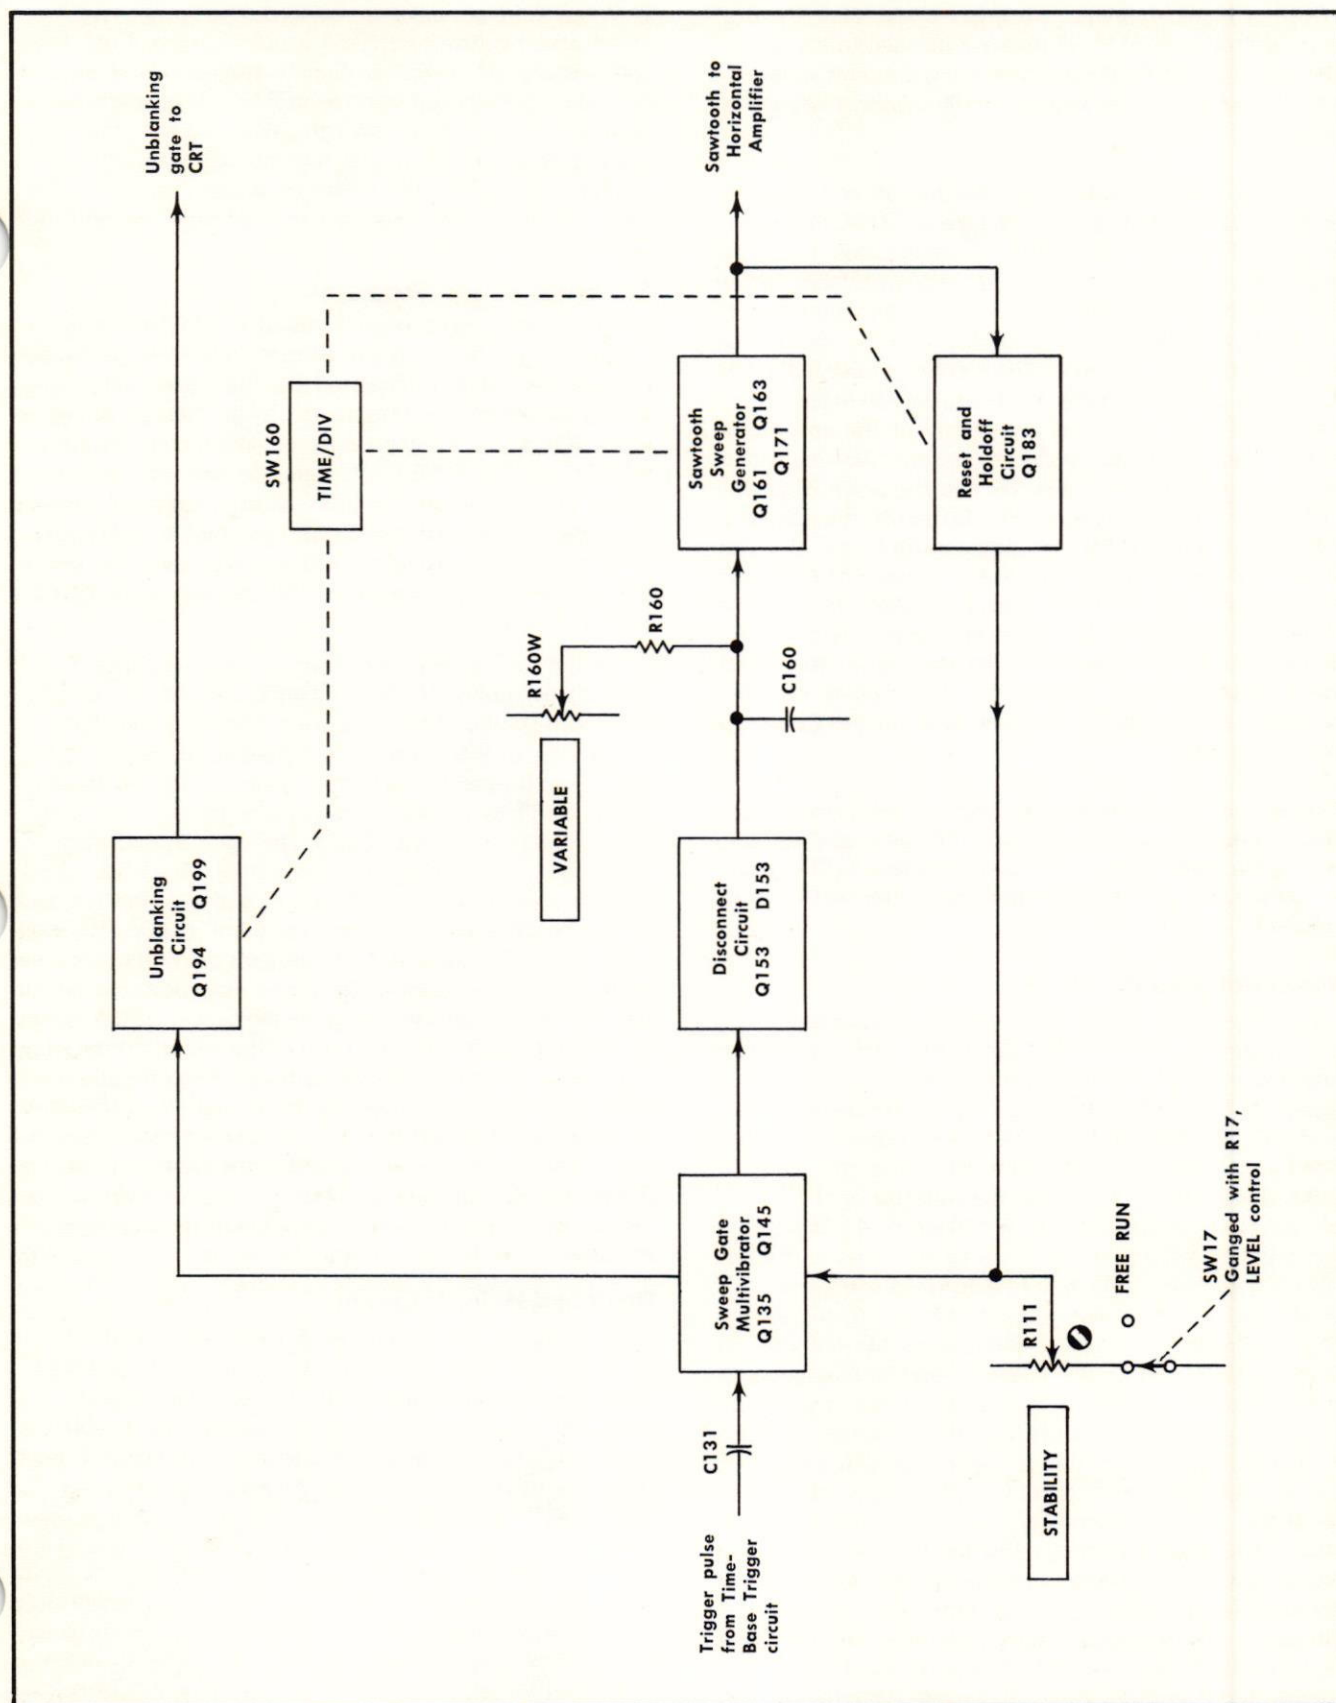 Unblanking
gate to
CRT
Unblanking
Circuit
Q194 Q199
SW160
TIME/DIV
VARIABLE
R160W
R160
C160
Trigger pulse
from Time-
Base Trigger
circuit
C131
Sweep Gate
Multivibrator
Q135 Q145
Disconnect
Circuit
Q153 D153
Sawtooth
Sweep
Generator
Q161 Q163
Q171
Sawtooth to
Horizontal
Amplifier
Reset and
Holdoff
Circuit
Q183
STABILITY
R111
FREE RUN
SW17
Ganged with R17,
LEVEL control